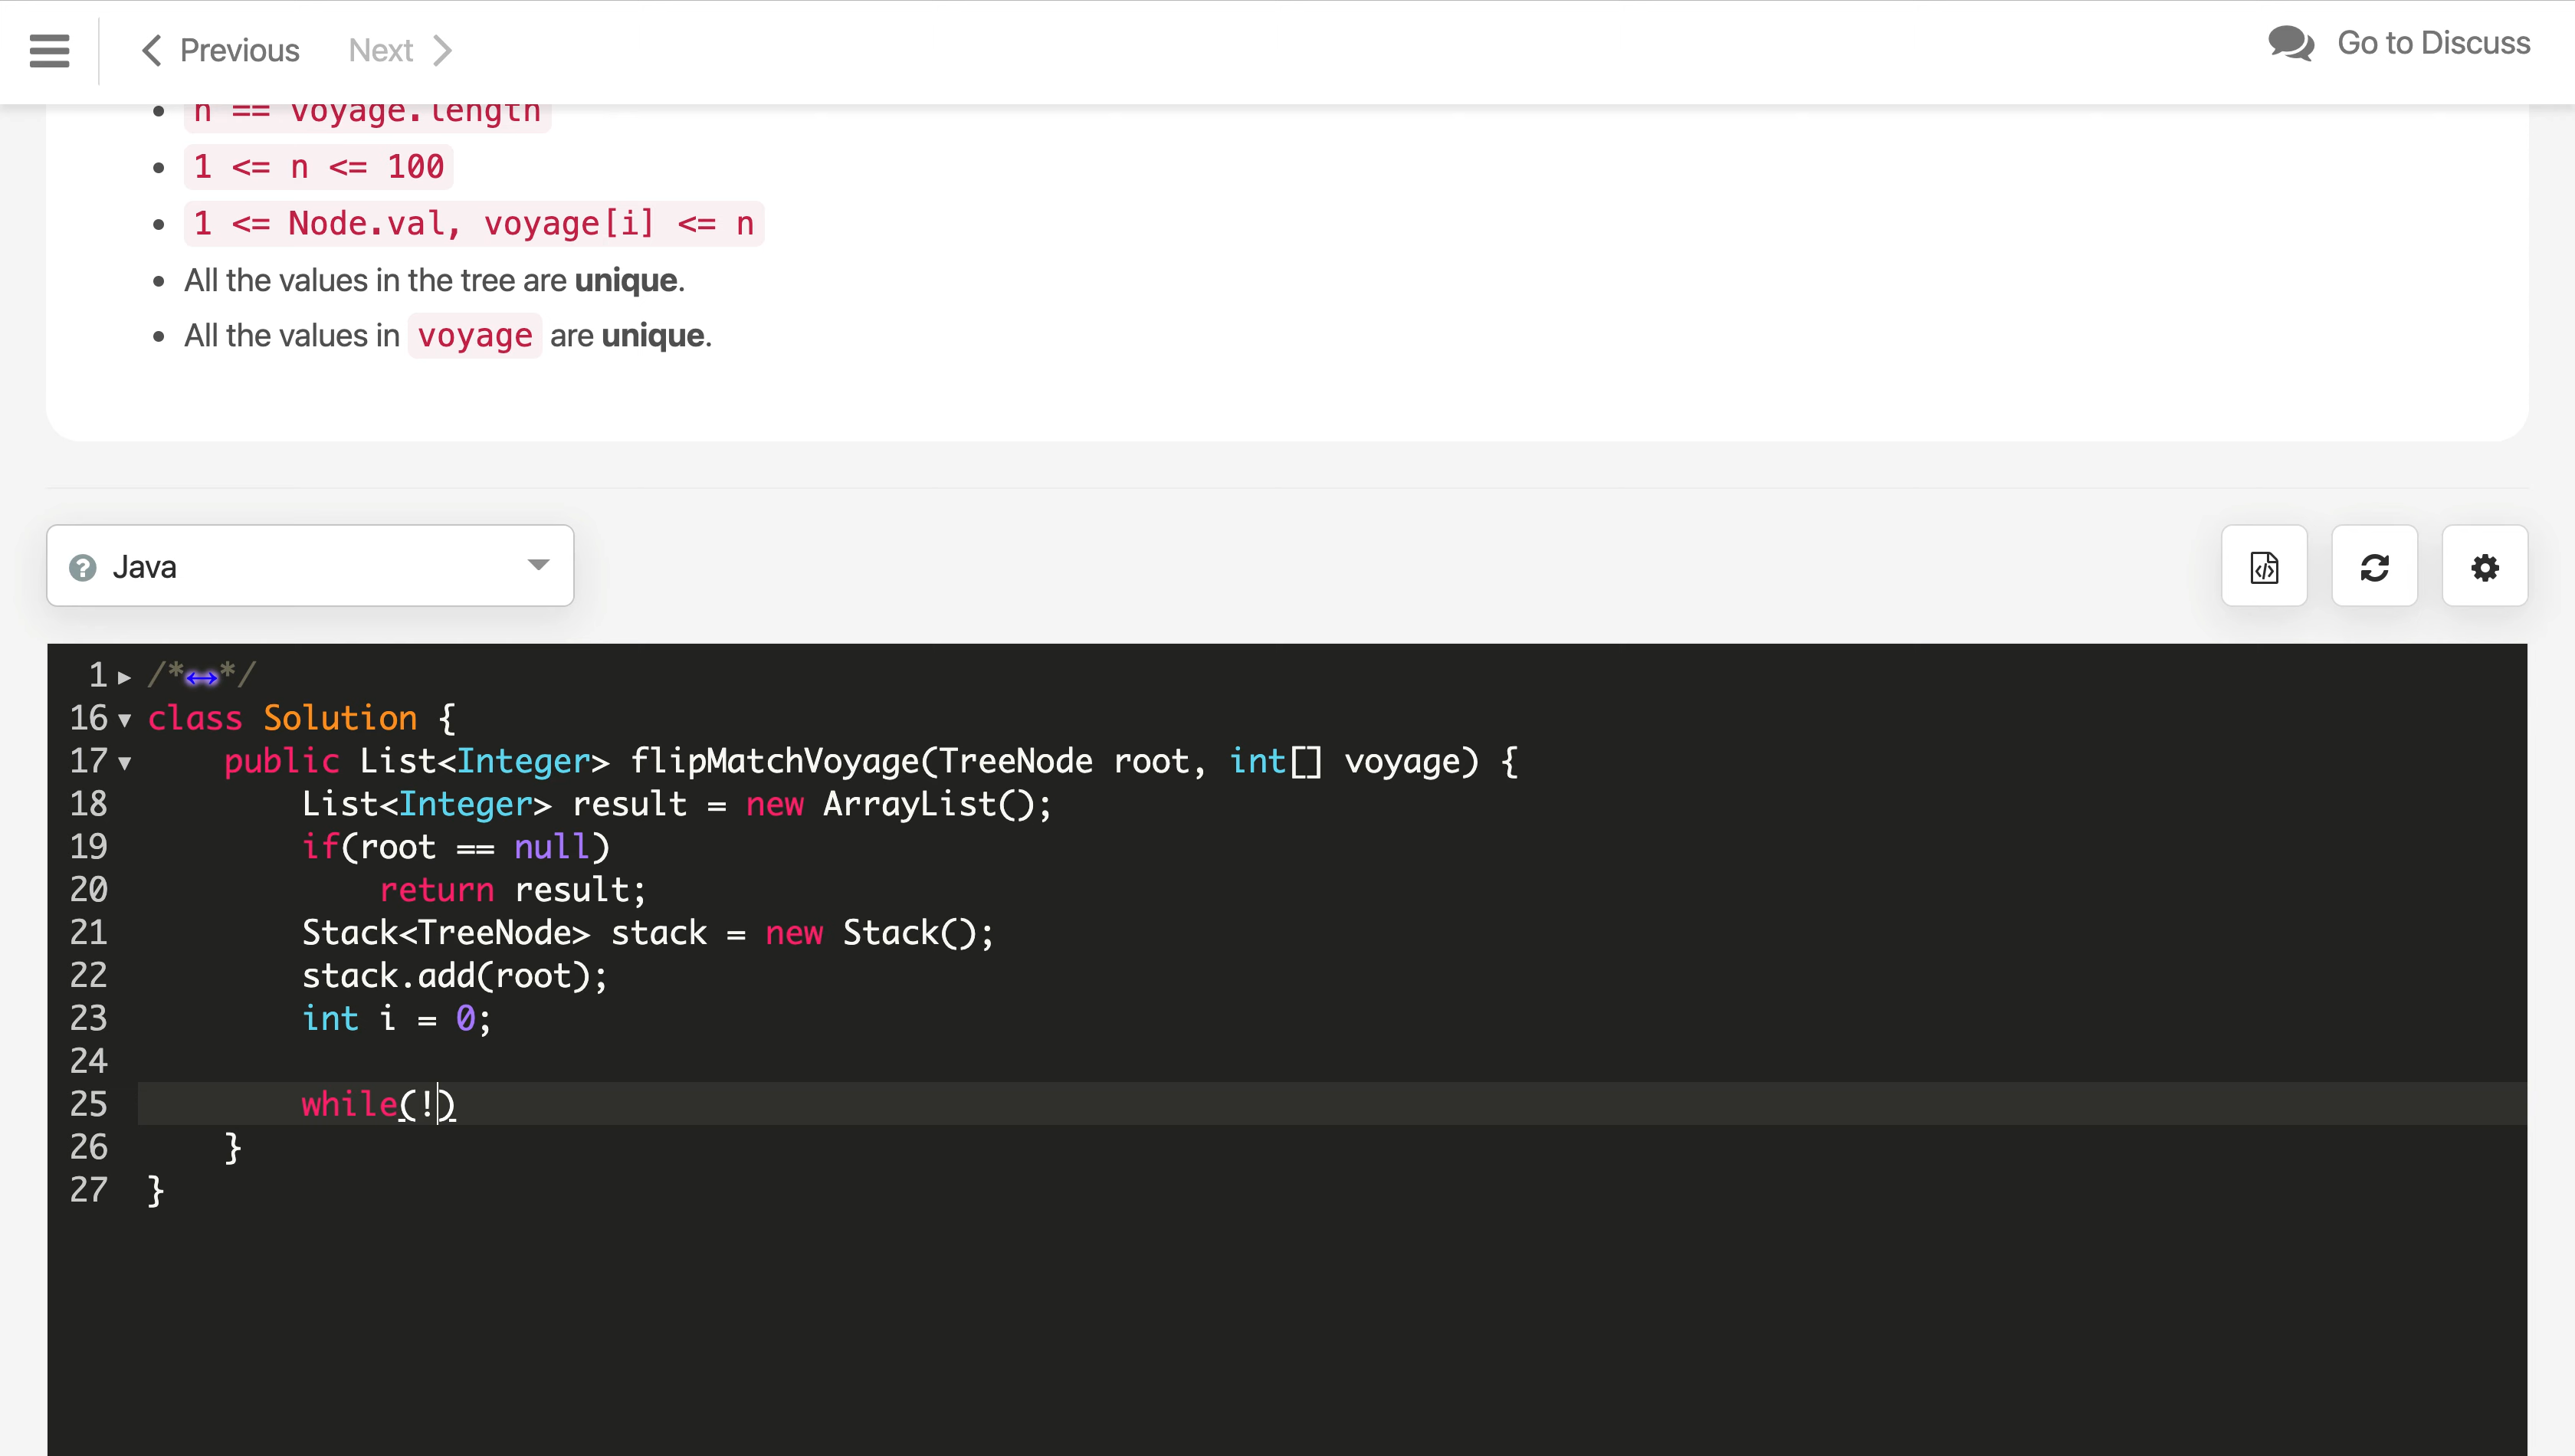 Previous Next Go to Discuss
n == voyage.length
1 <= n <= 100
1 <= Node.val, voyage[i] <= n
All the values in the tree are unique.
All the values in voyage are unique.
Java
1 /*↔*/
16 class Solution {
17 public List<Integer> flipMatchVoyage(TreeNode root, int[] voyage) {
18 List<Integer> result = new ArrayList();
19 if(root == null)
20 return result;
21 Stack<TreeNode> stack = new Stack();
22 stack.add(root);
23 int i = 0;
24
25 while(!)
26 }
27 }